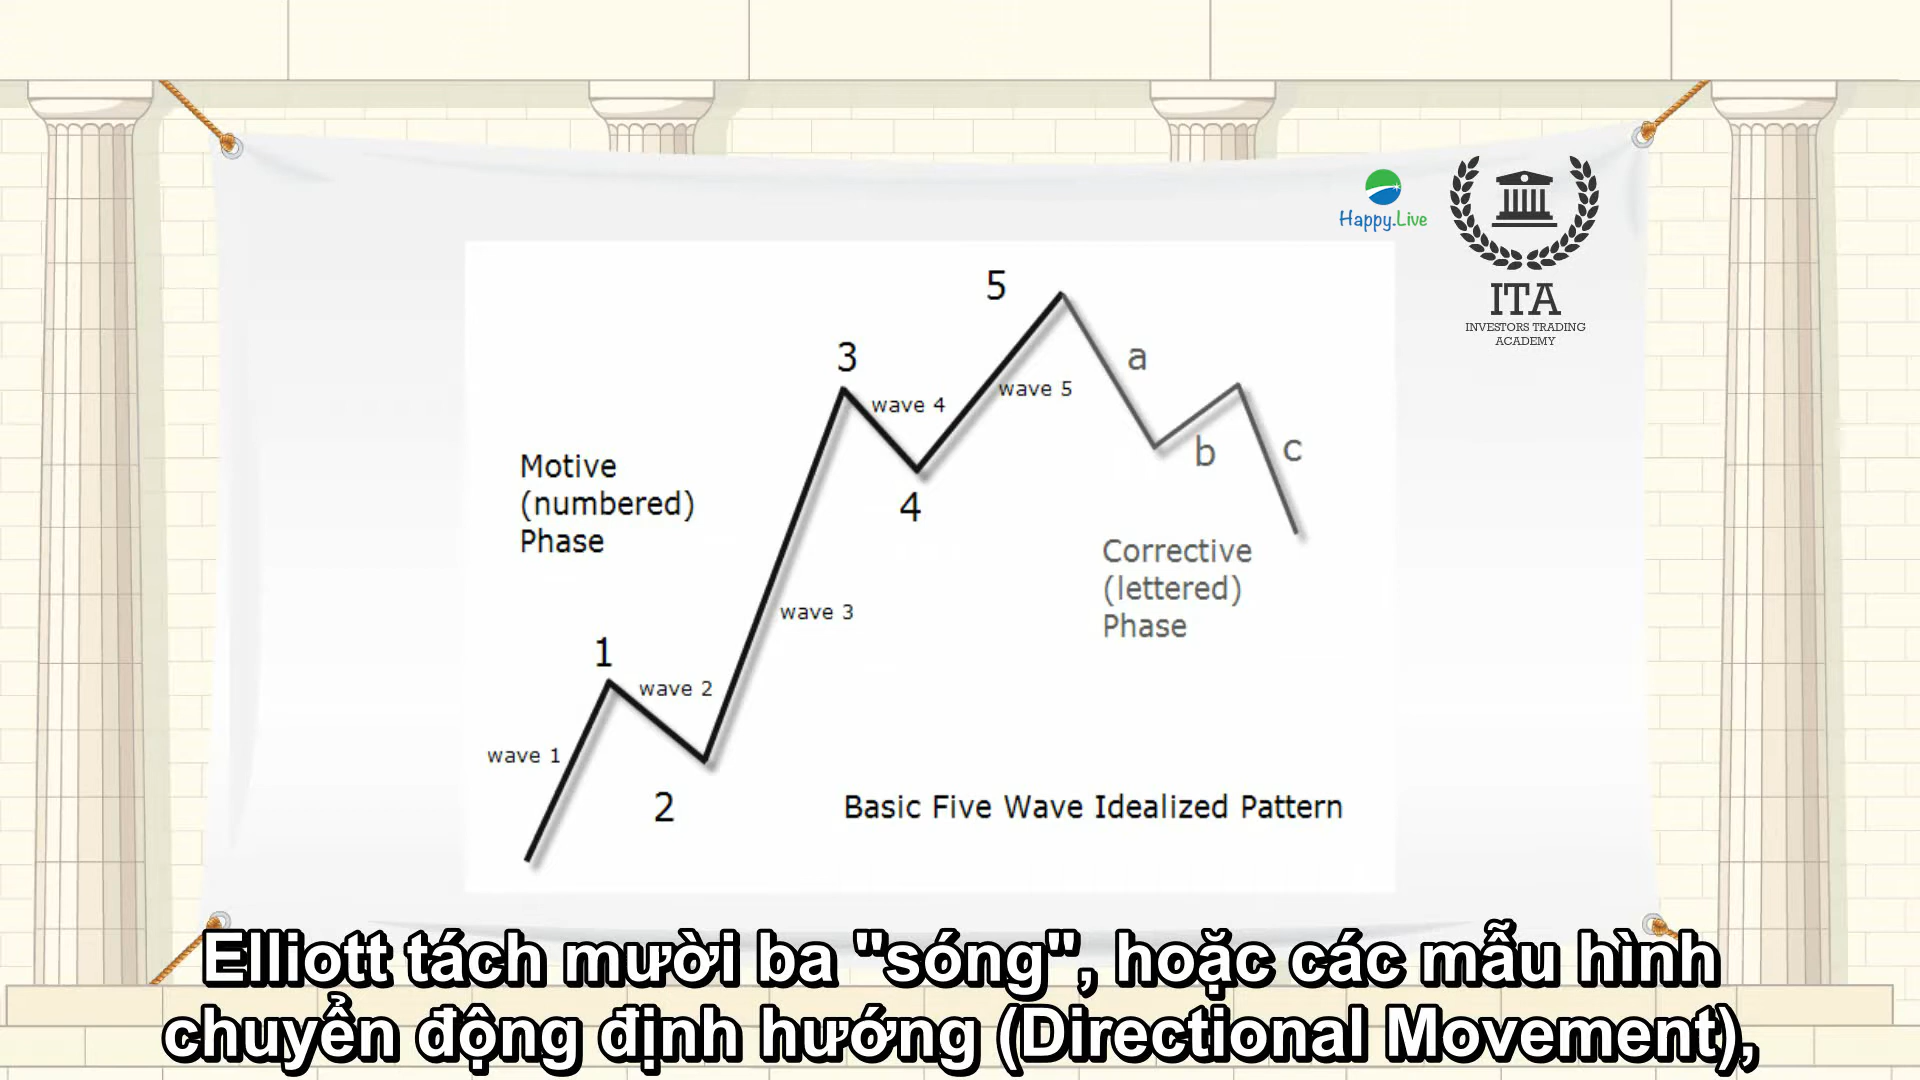 Happy.Live
ITA
INVESTORS TRADING
ACADEMY
5
3
a
wave 4
wave 5
b
c
Motive
(numbered)
Phase
4
Corrective
(lettered)
Phase
wave 3
1
wave 2
wave 1
2
Basic Five Wave Idealized Pattern
Elliott tách mười ba "sóng", hoặc các mẫu hình
chuyển động định hướng (Directional Movement),